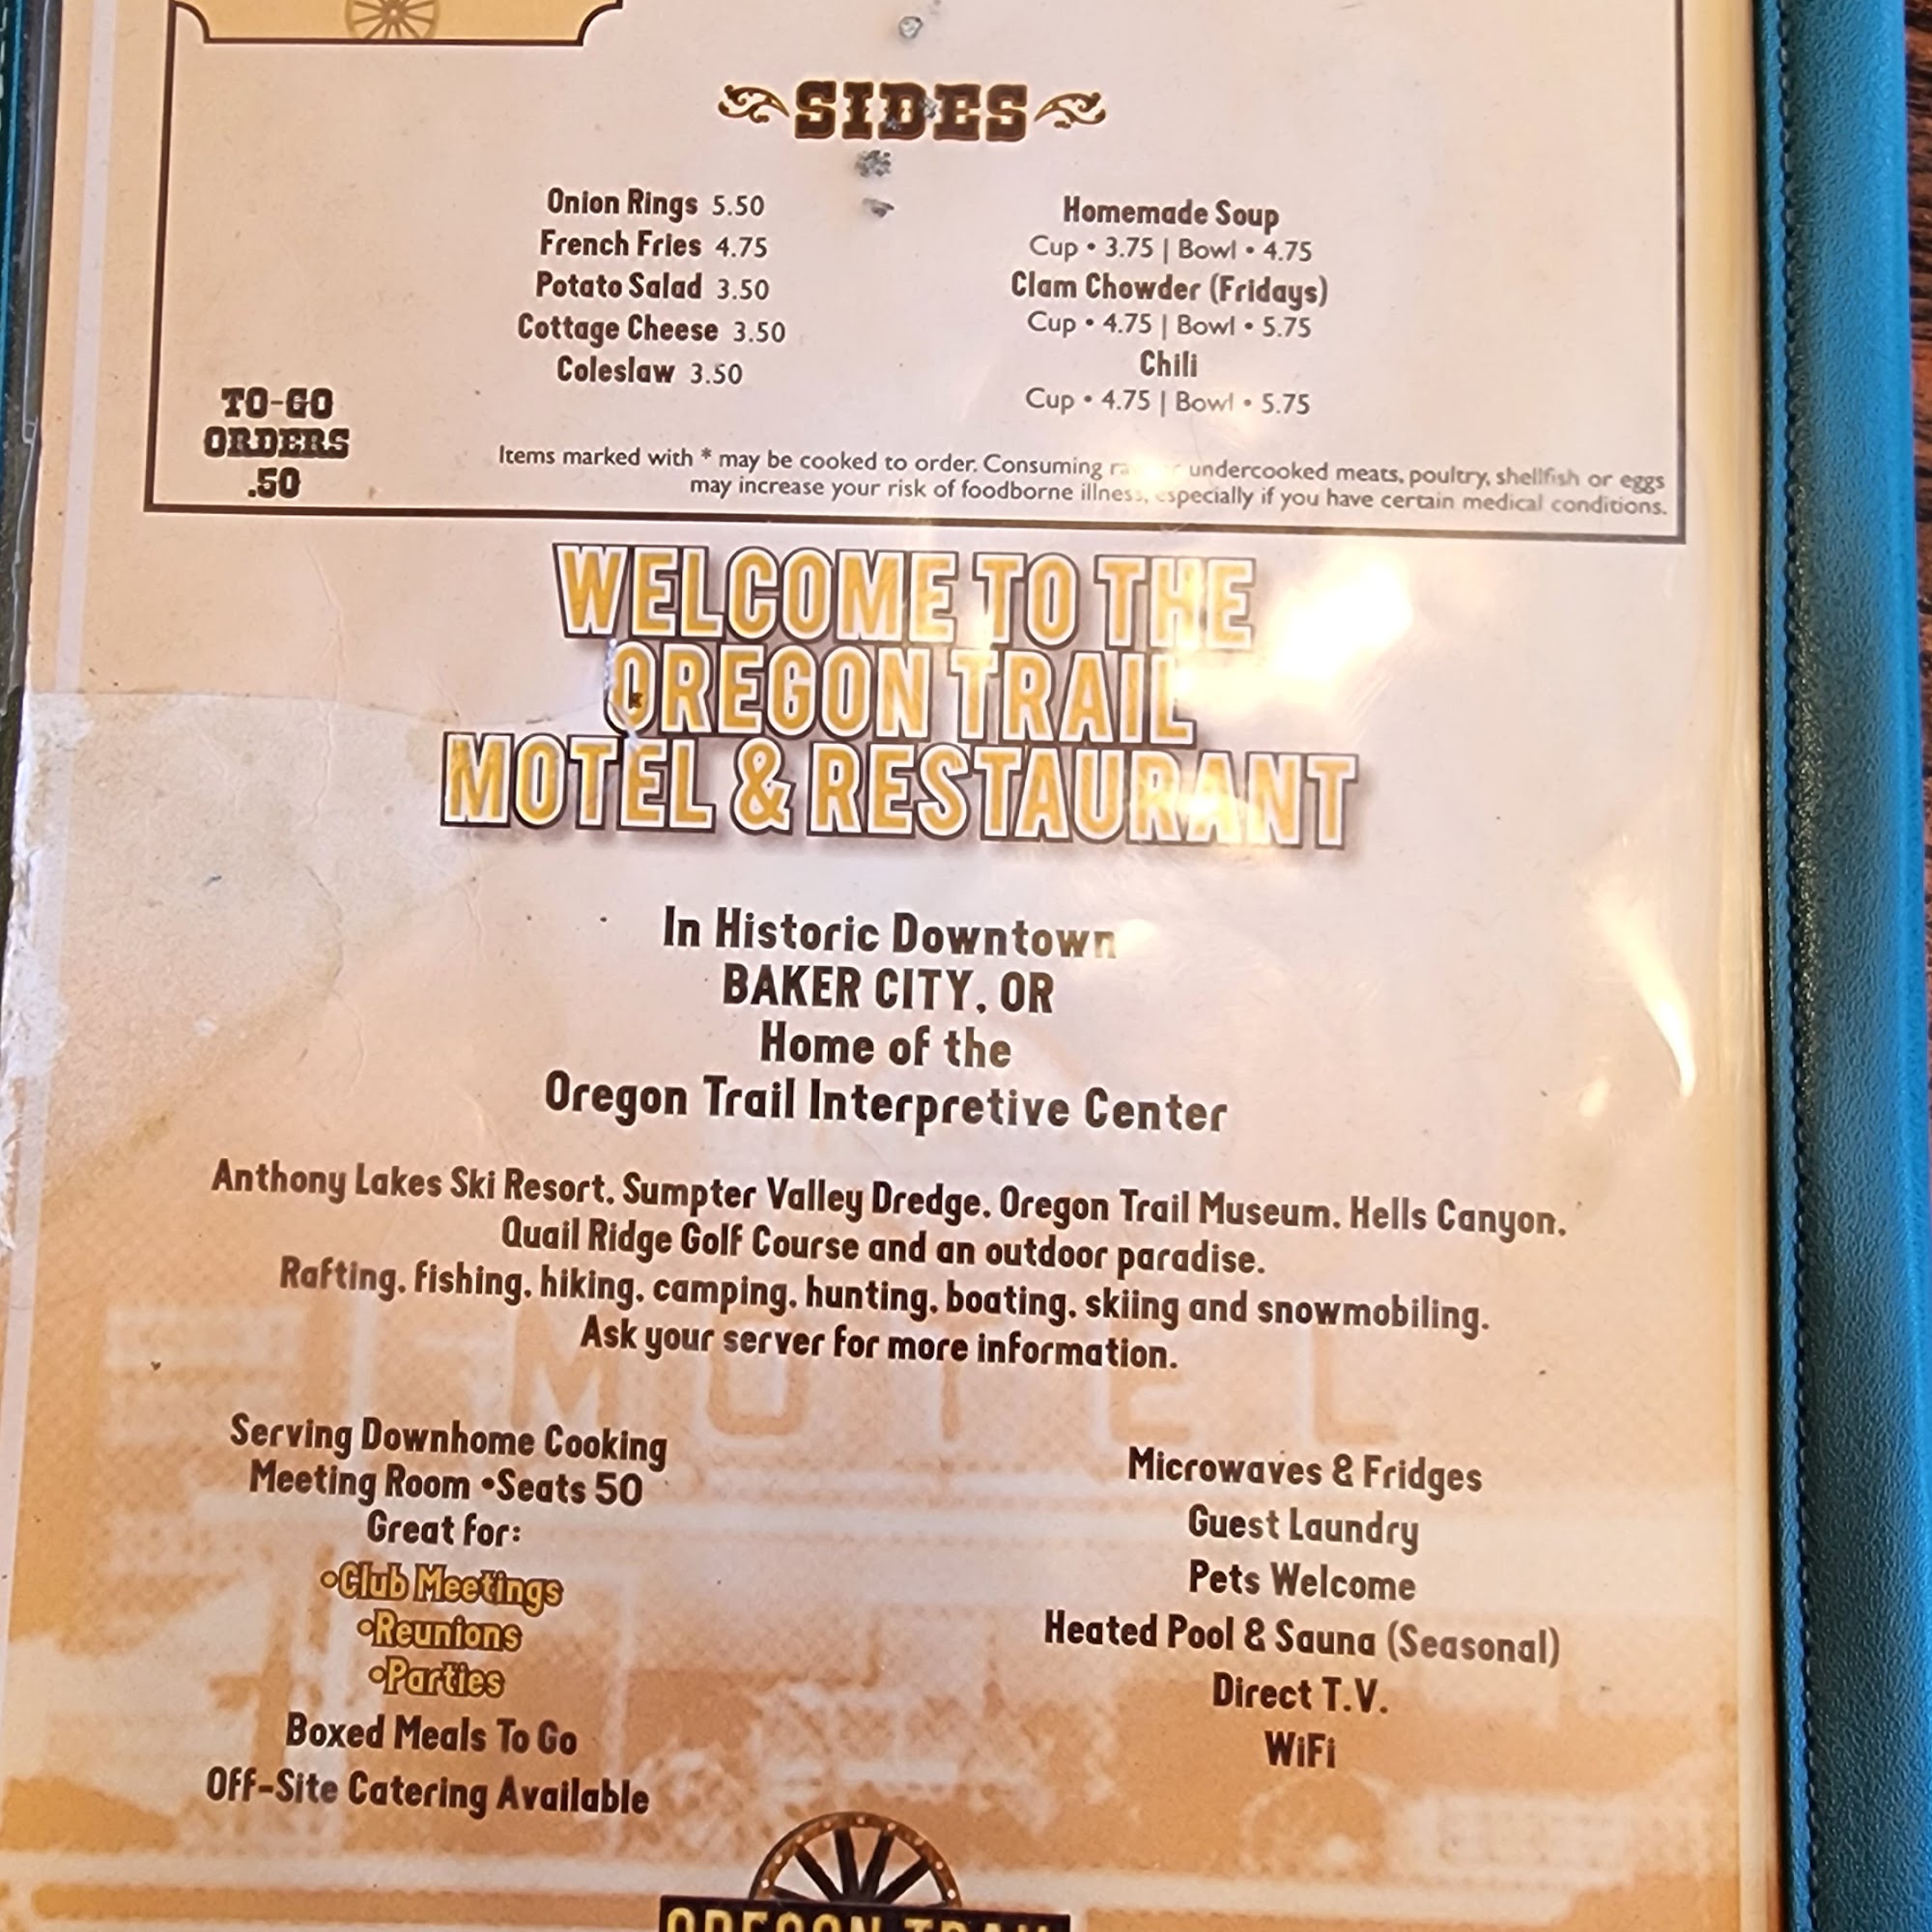 SIDES
Onion Rings 5.50
French Fries 4.75
Potato Salad 3.50
Cottage Cheese 3.50
Coleslaw 3.50
Homemade Soup
Cup • 3.75 | Bowl • 4.75
Clam Chowder (Fridays)
Cup • 4.75 | Bowl • 5.75
Chili
Cup • 4.75 | Bowl • 5.75
TO-GO
ORDERS
.50
Items marked with * may be cooked to order. Consuming undercooked meats, poultry, shellfish or eggs
may increase your risk of foodborne illness, especially if you have certain medical conditions.
WELCOME TO THE
OREGON TRAIL
MOTEL & RESTAURANT
In Historic Downtown
BAKER CITY, OR
Home of the
Oregon Trail Interpretive Center
Anthony Lakes Ski Resort, Sumpter Valley Dredge, Oregon Trail Museum, Hells Canyon,
Quail Ridge Golf Course and an outdoor paradise.
Rafting, fishing, hiking, camping, hunting, boating, skiing and snowmobiling.
Ask your server for more information.
MOTEL
Serving Downhome Cooking
Meeting Room •Seats 50
Great for:
•Club Meetings
•Reunions
•Parties
Boxed Meals To Go
Off-Site Catering Available
Microwaves & Fridges
Guest Laundry
Pets Welcome
Heated Pool & Sauna (Seasonal)
Direct T.V.
WiFi
OREGON TRAIL